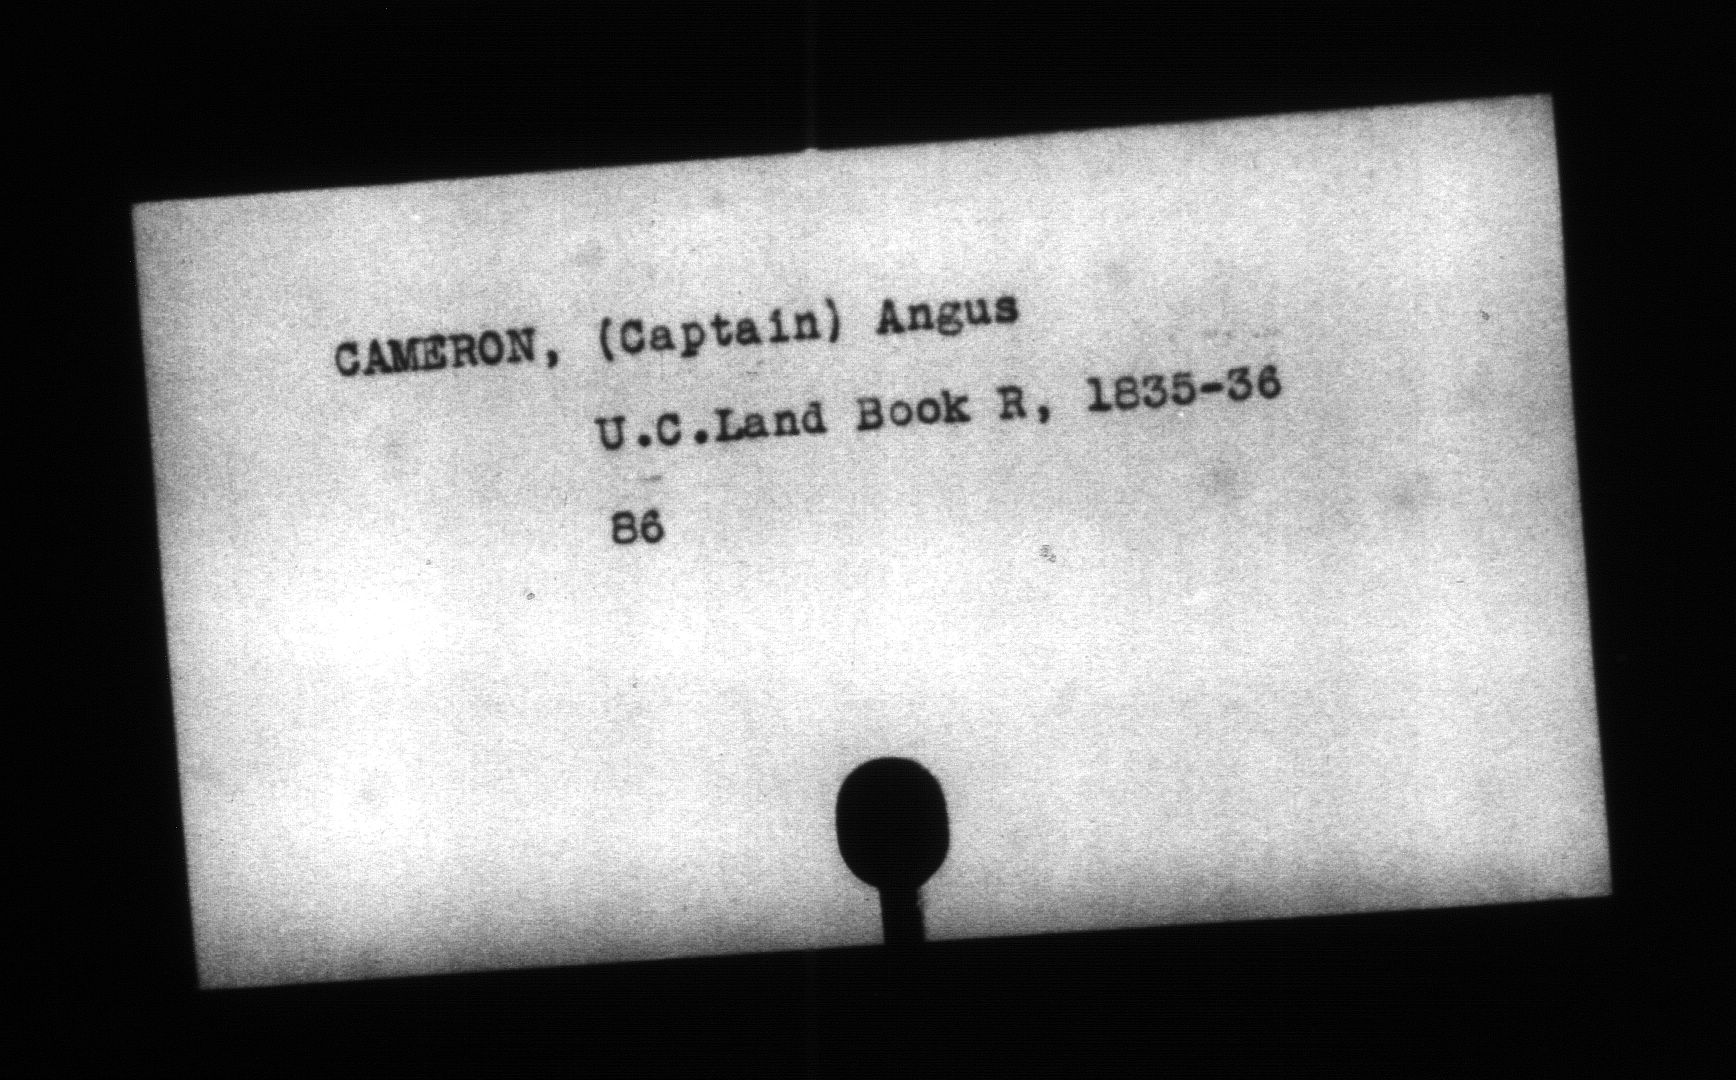 CAMERON, (Captain) Angus
U.C.Land Book R, 1835-36
86